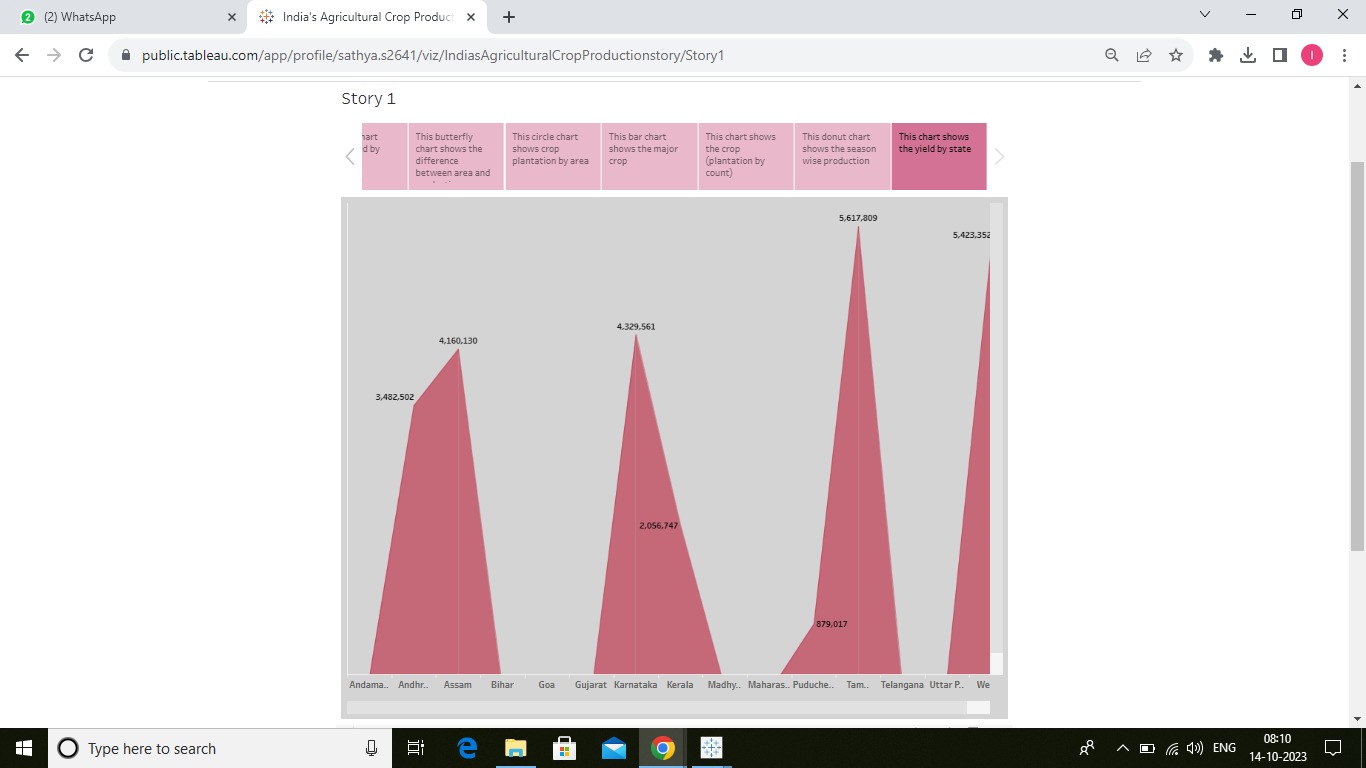 (2) WhatsApp
India's Agricultural Crop Produc
public.tableau.com/app/profile/sathya.s2641/viz/IndiasAgriculturalCropProductionstory/Story1
Story 1
hart
d by
This butterfly
chart shows the
difference
between area and
This circle chart
shows crop
plantation by area
This bar chart
shows the major
crop
This chart shows
the crop
(plantation by
count)
This donut chart
shows the season
wise production
This chart shows
the yield by state
5,617,809
5,423,352
4,329,561
4,160,130
3,482,502
2,056,747
879,017
Andama.. Andhr.. Assam Bihar Goa Gujarat Karnataka Kerala Madhy.. Maharas.. Puduche.. Tam.. Telangana Uttar P.. We
Type here to search
ENG
08:10
14-10-2023